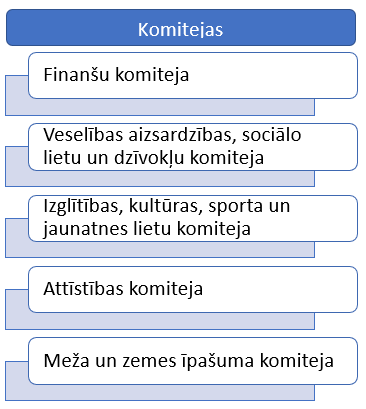 Komitejas
Finanšu komiteja
Veselības aizsardzības, sociālo
lietu un dzīvokļu komiteja
Izglītības, kultūras, sporta un
jaunatnes lietu komiteja
Attīstības komiteja
Meža un zemes īpašuma komiteja